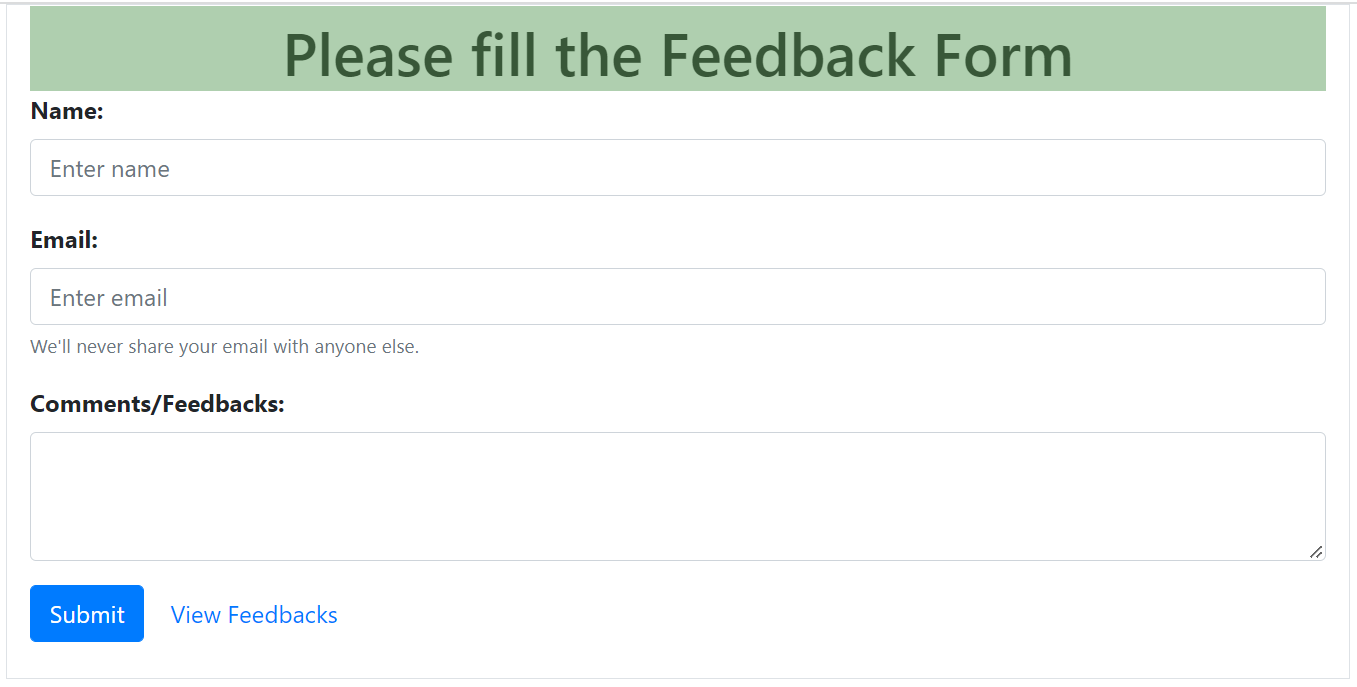 Please fill the Feedback Form
Name:
Enter name
Email:
Enter email
We'll never share your email with anyone else.
Comments/Feedbacks:
Submit View Feedbacks